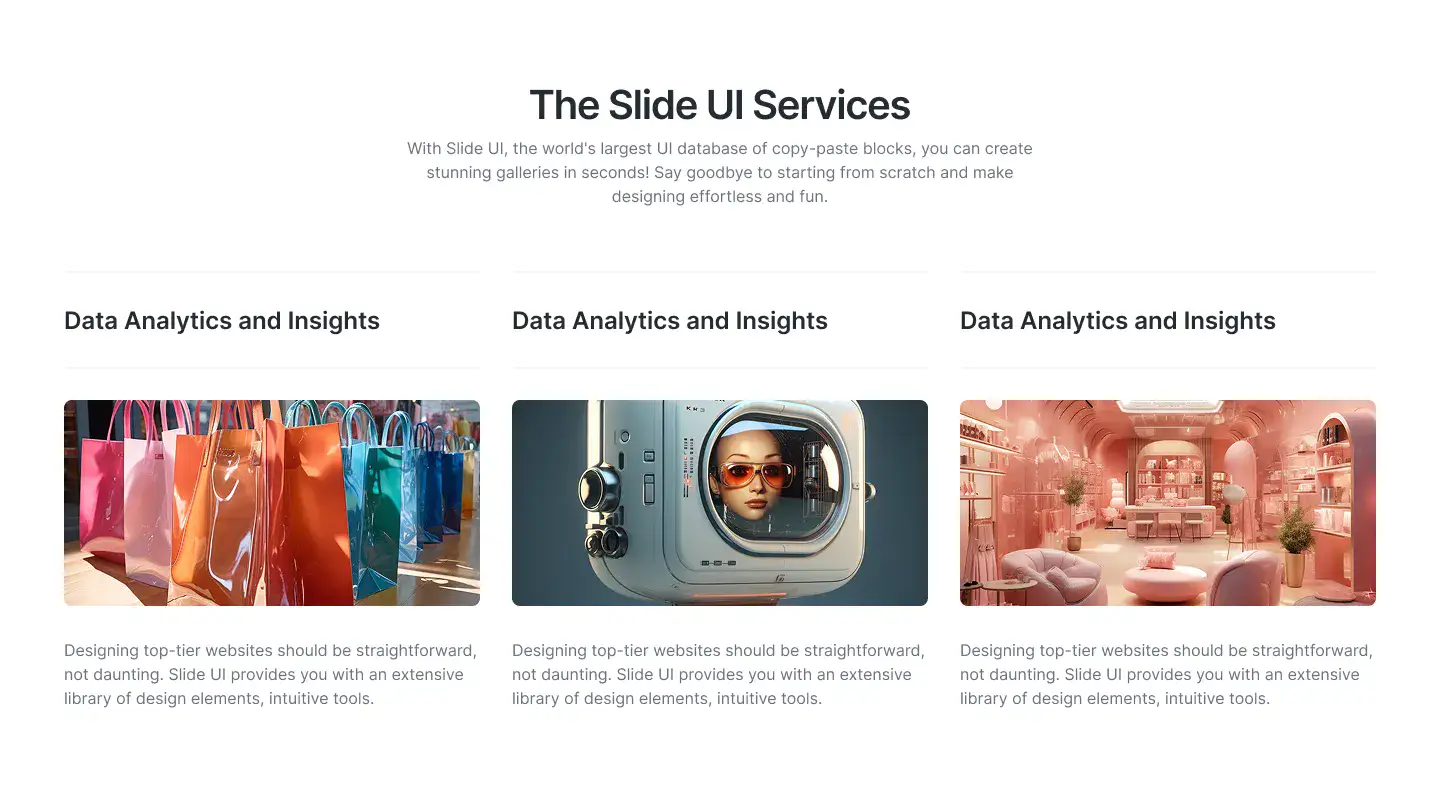 The Slide UI Services
With Slide UI, the world's largest UI database of copy-paste blocks, you can create
stunning galleries in seconds! Say goodbye to starting from scratch and make
designing effortless and fun.
Data Analytics and Insights
Data Analytics and Insights
Data Analytics and Insights
Designing top-tier websites should be straightforward,
not daunting. Slide UI provides you with an extensive
library of design elements, intuitive tools.
Designing top-tier websites should be straightforward,
not daunting. Slide UI provides you with an extensive
library of design elements, intuitive tools.
Designing top-tier websites should be straightforward,
not daunting. Slide UI provides you with an extensive
library of design elements, intuitive tools.